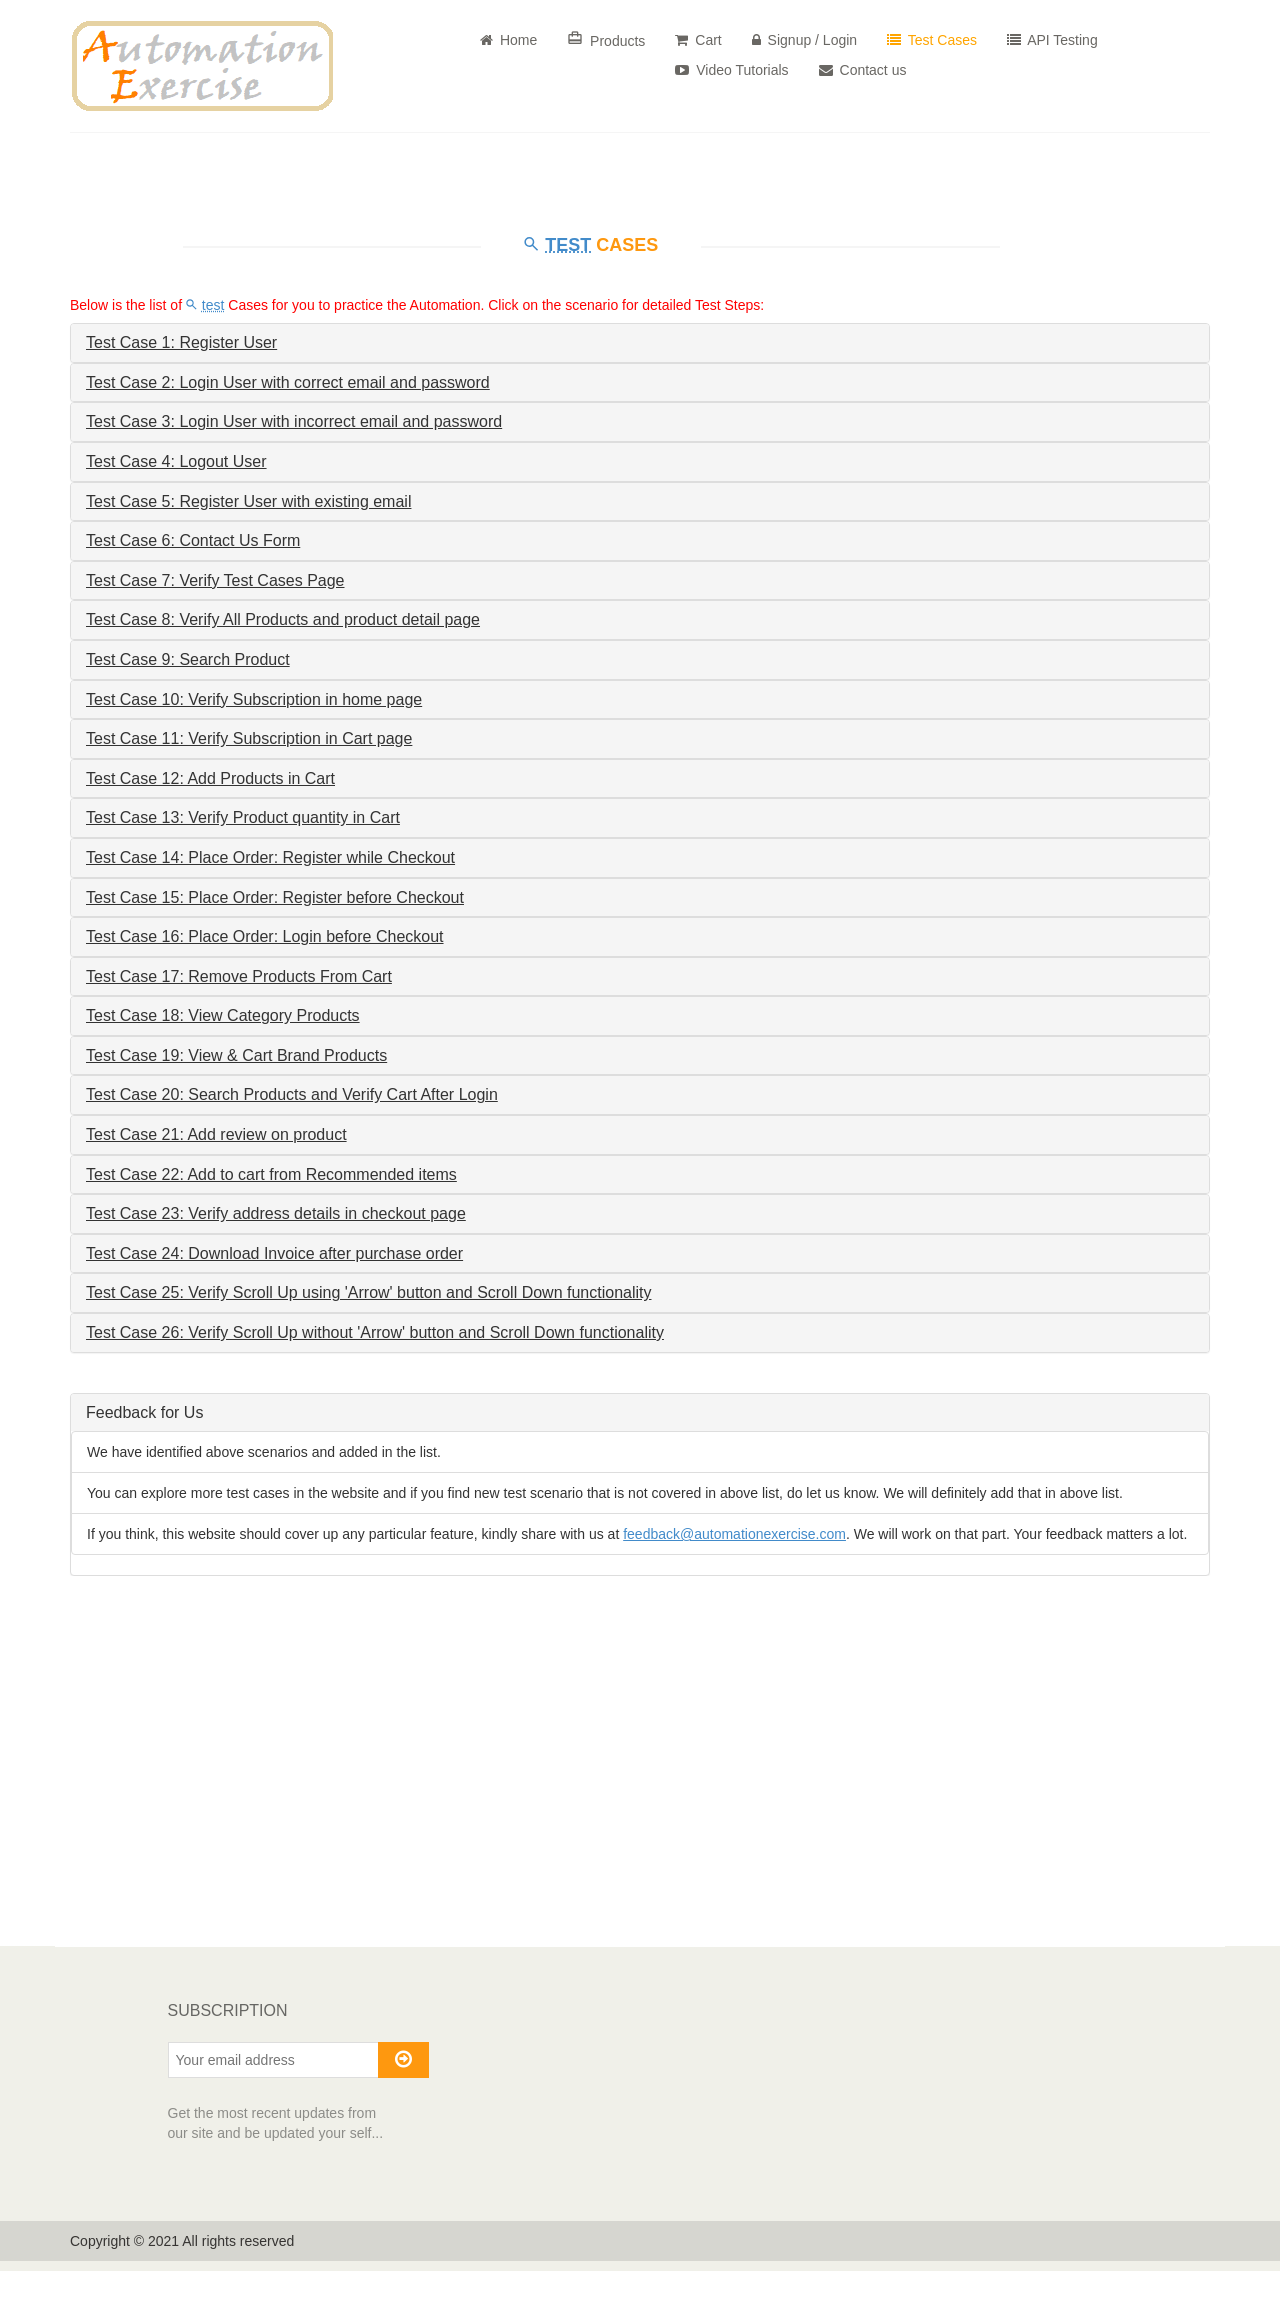 Automation
Exercise
Home
Products
Cart
Signup / Login
Test Cases
API Testing
Video Tutorials
Contact us
TEST CASES
Below is the list of test Cases for you to practice the Automation. Click on the scenario for detailed Test Steps:
Test Case 1: Register User
Test Case 2: Login User with correct email and password
Test Case 3: Login User with incorrect email and password
Test Case 4: Logout User
Test Case 5: Register User with existing email
Test Case 6: Contact Us Form
Test Case 7: Verify Test Cases Page
Test Case 8: Verify All Products and product detail page
Test Case 9: Search Product
Test Case 10: Verify Subscription in home page
Test Case 11: Verify Subscription in Cart page
Test Case 12: Add Products in Cart
Test Case 13: Verify Product quantity in Cart
Test Case 14: Place Order: Register while Checkout
Test Case 15: Place Order: Register before Checkout
Test Case 16: Place Order: Login before Checkout
Test Case 17: Remove Products From Cart
Test Case 18: View Category Products
Test Case 19: View & Cart Brand Products
Test Case 20: Search Products and Verify Cart After Login
Test Case 21: Add review on product
Test Case 22: Add to cart from Recommended items
Test Case 23: Verify address details in checkout page
Test Case 24: Download Invoice after purchase order
Test Case 25: Verify Scroll Up using 'Arrow' button and Scroll Down functionality
Test Case 26: Verify Scroll Up without 'Arrow' button and Scroll Down functionality
Feedback for Us
We have identified above scenarios and added in the list.
You can explore more test cases in the website and if you find new test scenario that is not covered in above list, do let us know. We will definitely add that in above list.
If you think, this website should cover up any particular feature, kindly share with us at feedback@automationexercise.com. We will work on that part. Your feedback matters a lot.
SUBSCRIPTION
Your email address
Get the most recent updates from
our site and be updated your self...
Copyright © 2021 All rights reserved